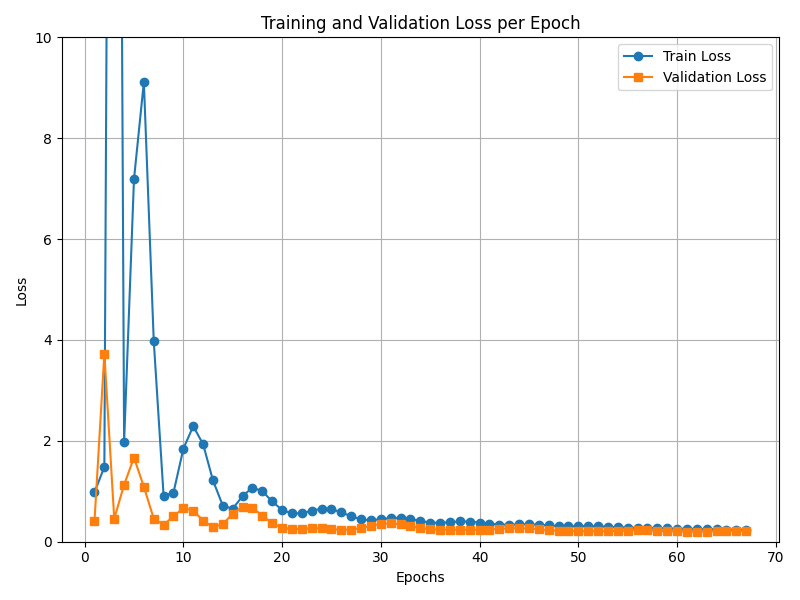 Training and Validation Loss per Epoch
Train Loss
Validation Loss
10
8
6
4
2
0
Loss
0 10 20 30 40 50 60 70
Epochs